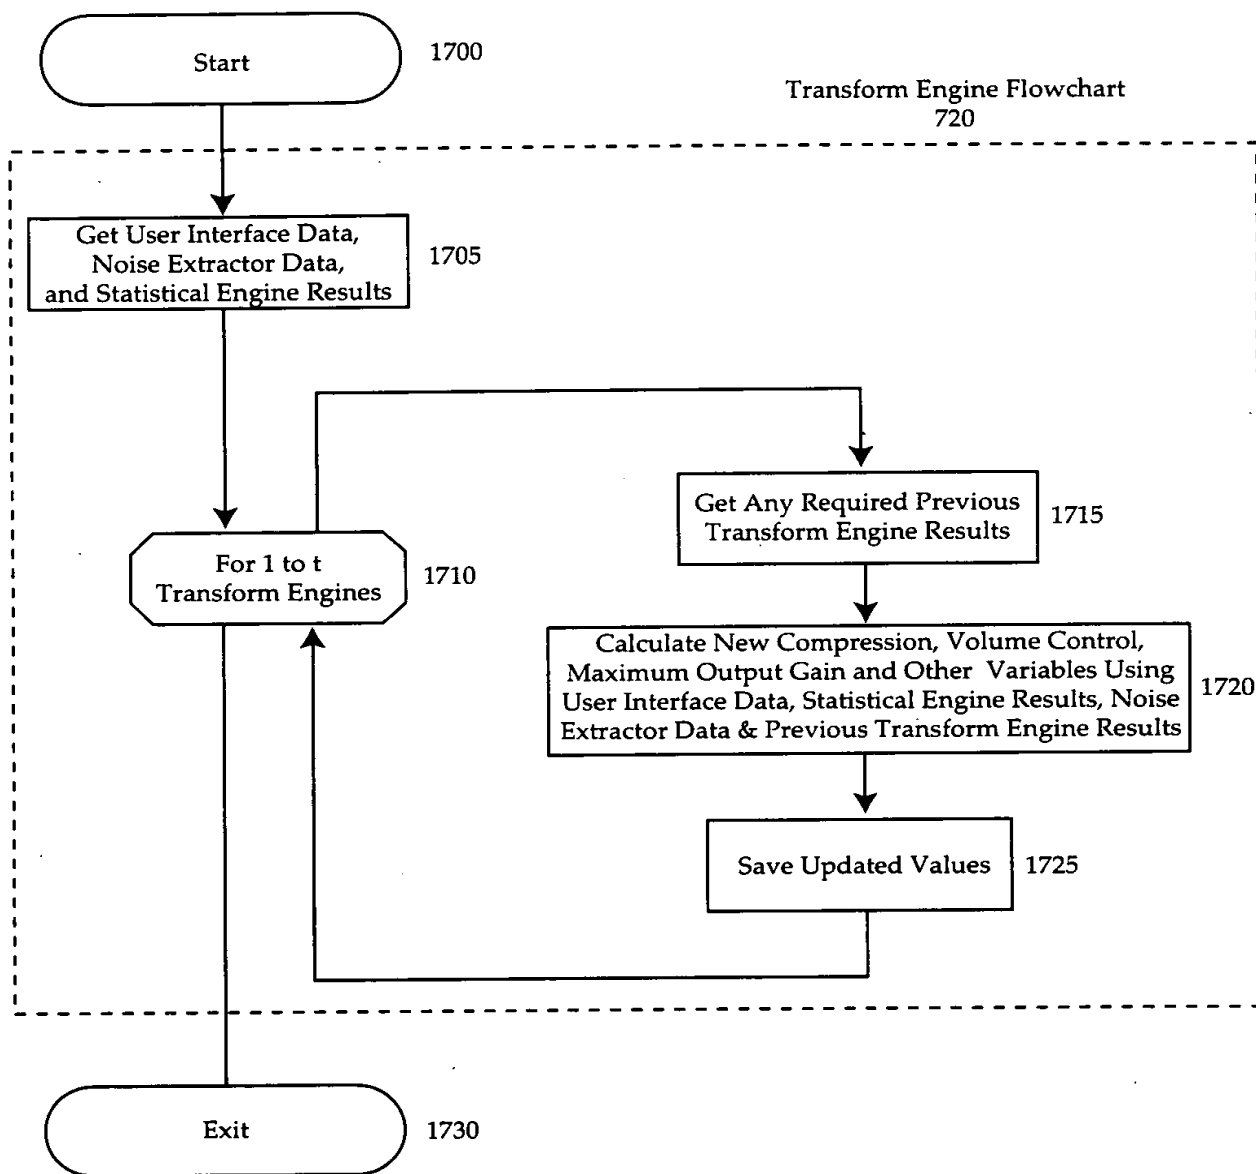 Start
1700
Transform Engine Flowchart
720
Get User Interface Data,
Noise Extractor Data,
and Statistical Engine Results
1705
For 1 to t
Transform Engines
1710
Get Any Required Previous
Transform Engine Results
1715
Calculate New Compression, Volume Control,
Maximum Output Gain and Other Variables Using
User Interface Data, Statistical Engine Results, Noise
Extractor Data & Previous Transform Engine Results
1720
Save Updated Values
1725
Exit
1730